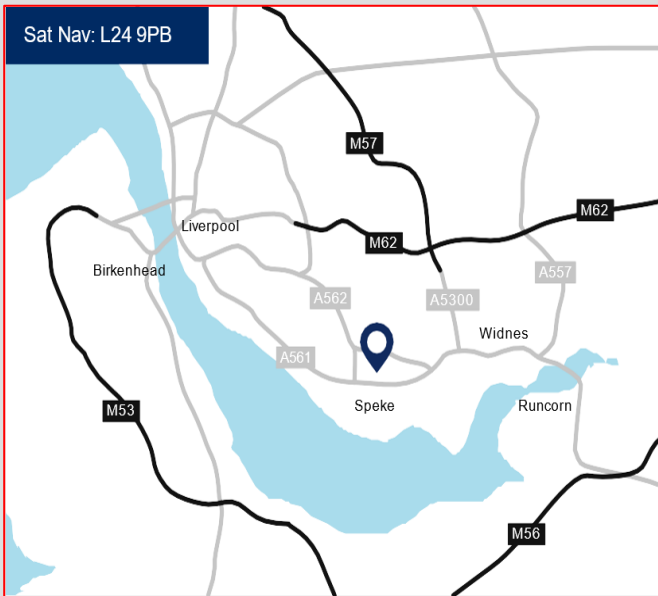 Sat Nav: L24 9PB
M57
M62
Liverpool
M62
Birkenhead
A557
A562
A5300
Widnes
A561
M53
Speke
Runcorn
M56